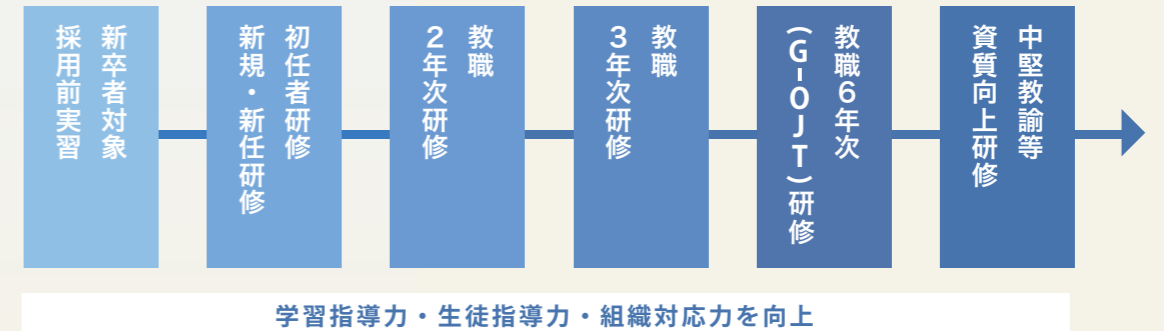 新卒者対象
採用前実習
初任者研修
新規・新任研修
教職
２年次研修
教職
３年次研修
教職６年次
（G-OJT）研修
中堅教諭等
資質向上研修
学習指導力・生徒指導力・組織対応力を向上